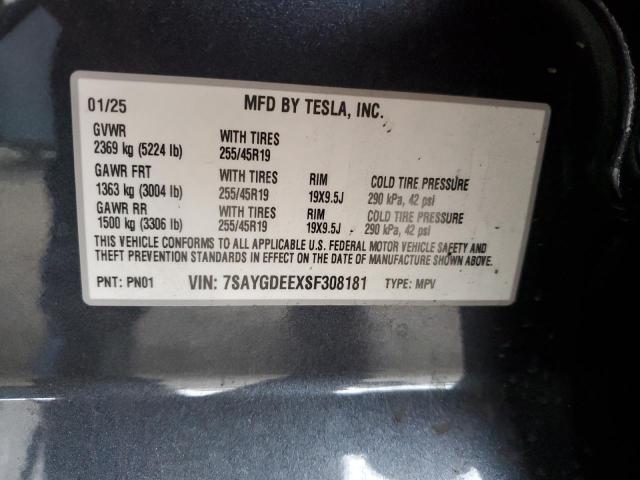 01/25 MFD BY TESLA, INC.
GVWR
2369 kg (5224 lb) WITH TIRES 255/45R19
GAWR FRT
1363 kg (3004 lb) WITH TIRES 255/45R19 RIM 19X9.5J COLD TIRE PRESSURE 290 kPa, 42 psi
GAWR RR
1500 kg (3306 lb) WITH TIRES 255/45R19 RIM 19X9.5J COLD TIRE PRESSURE 290 kPa, 42 psi
THIS VEHICLE CONFORMS TO ALL APPLICABLE U.S. FEDERAL MOTOR VEHICLE SAFETY AND
THEFT PREVENTION STANDARDS IN EFFECT ON THE DATE OF MANUFACTURE SHOWN ABOVE.
PNT: PN01 VIN: 7SAYGDEEXSF308181 TYPE: MPV